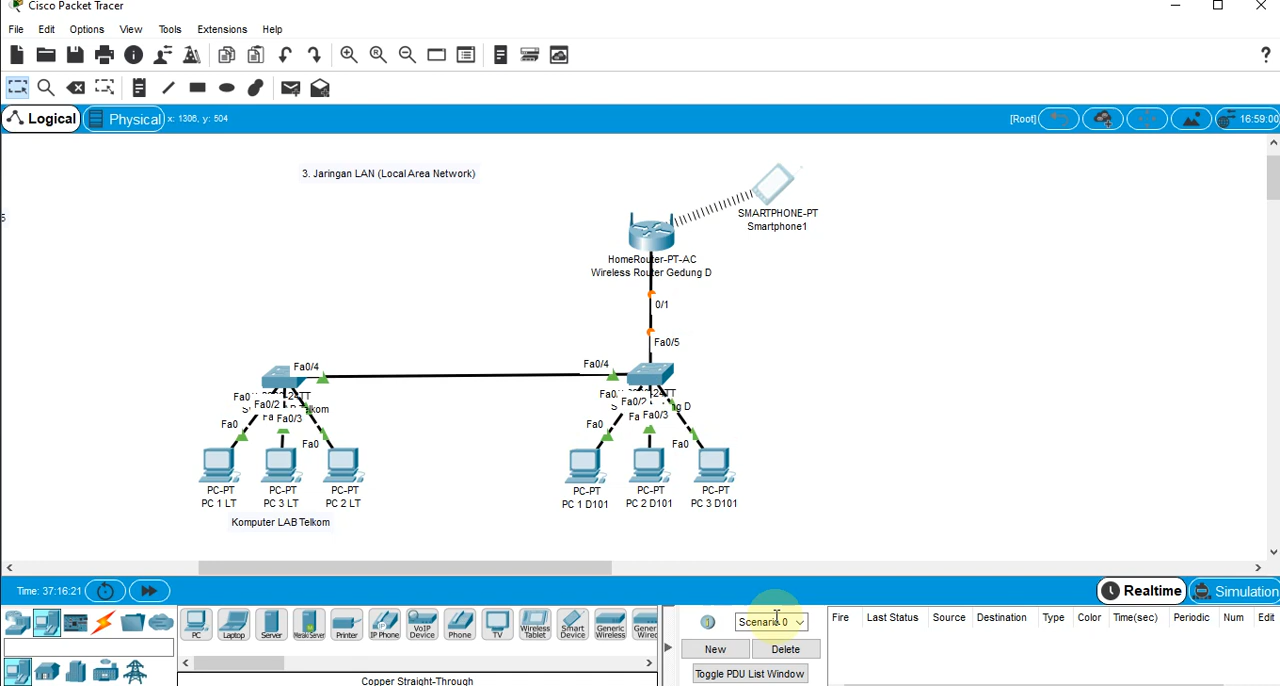 Cisco Packet Tracer
File Edit Options View Tools Extensions Help
Logical Physical x: 1306, y: 504 [Root] 16:59:00
3. Jaringan LAN (Local Area Network)
SMARTPHONE-PT
Smartphone1
HomeRouter-PT-AC
Wireless Router Gedung D
0/1
Fa0/5
Fa0/4 Fa0/4
Fa0/2 Fa0/2
Fa0/3 Fa0/3
Fa0 Fa0 Fa0 Fa0
PC-PT PC-PT PC-PT PC-PT PC-PT PC-PT
PC 1 LT PC 3 LT PC 2 LT PC 1 D101 PC 2 D101 PC 3 D101
Komputer LAB Telkom
Time: 37:16:21 Realtime Simulation
PC Laptop Server Meraki Server Printer IP Phone VoIP Device Phone TV Wireless Tablet Smart Device Generic Wireless
Scenario 0
New Delete
Toggle PDU List Window
Fire Last Status Source Destination Type Color Time(sec) Periodic Num Edit
Copper Straight-Through